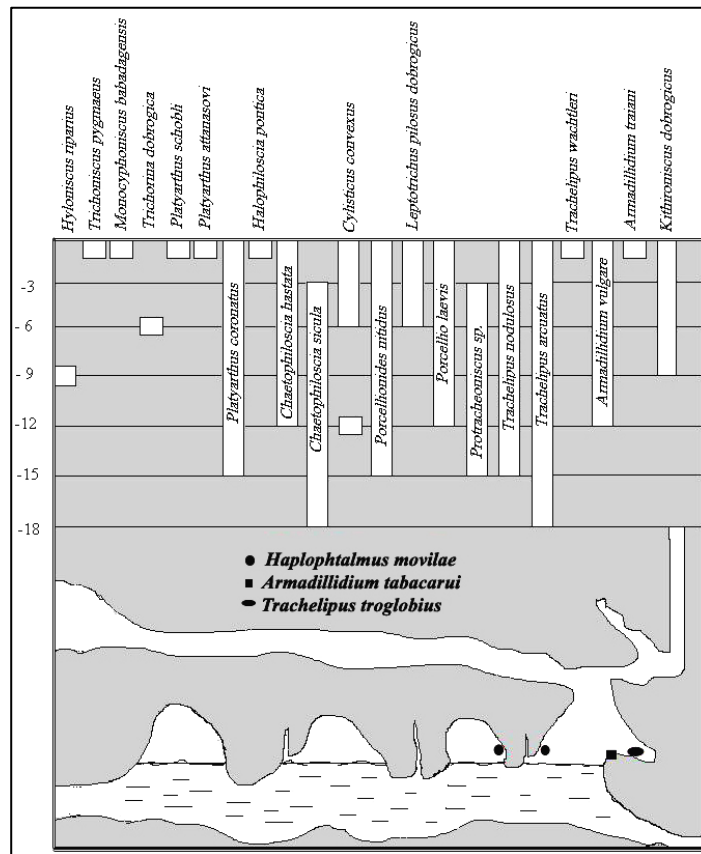 Hyloniscus riparius
Trichoniscus pygmaeus
Monocyphoniscus babadagensis
Trichorina dobrogica
Platyarthus schobli
Platyarthus attanasovi
Halophiloscia pontica
Cylisticus convexus
Leptotrichus pilosus dobrogicus
Trachelipus wachtleri
Armadillidium traiani
Kithironiscus dobrogicus
Platyarthus coronatus
Chaetophiloscia hastata
Chaetophiloscia sicula
Porcellionides nitidus
Porcellio laevis
Protracheoniscus sp.
Trachelipus nodulosus
Trachelipus arcuatus
Armadillidium vulgare
-3
-6
-9
-12
-15
-18
Haplophtalmus movilae
Armadillidium tabacarui
Trachelipus troglobius